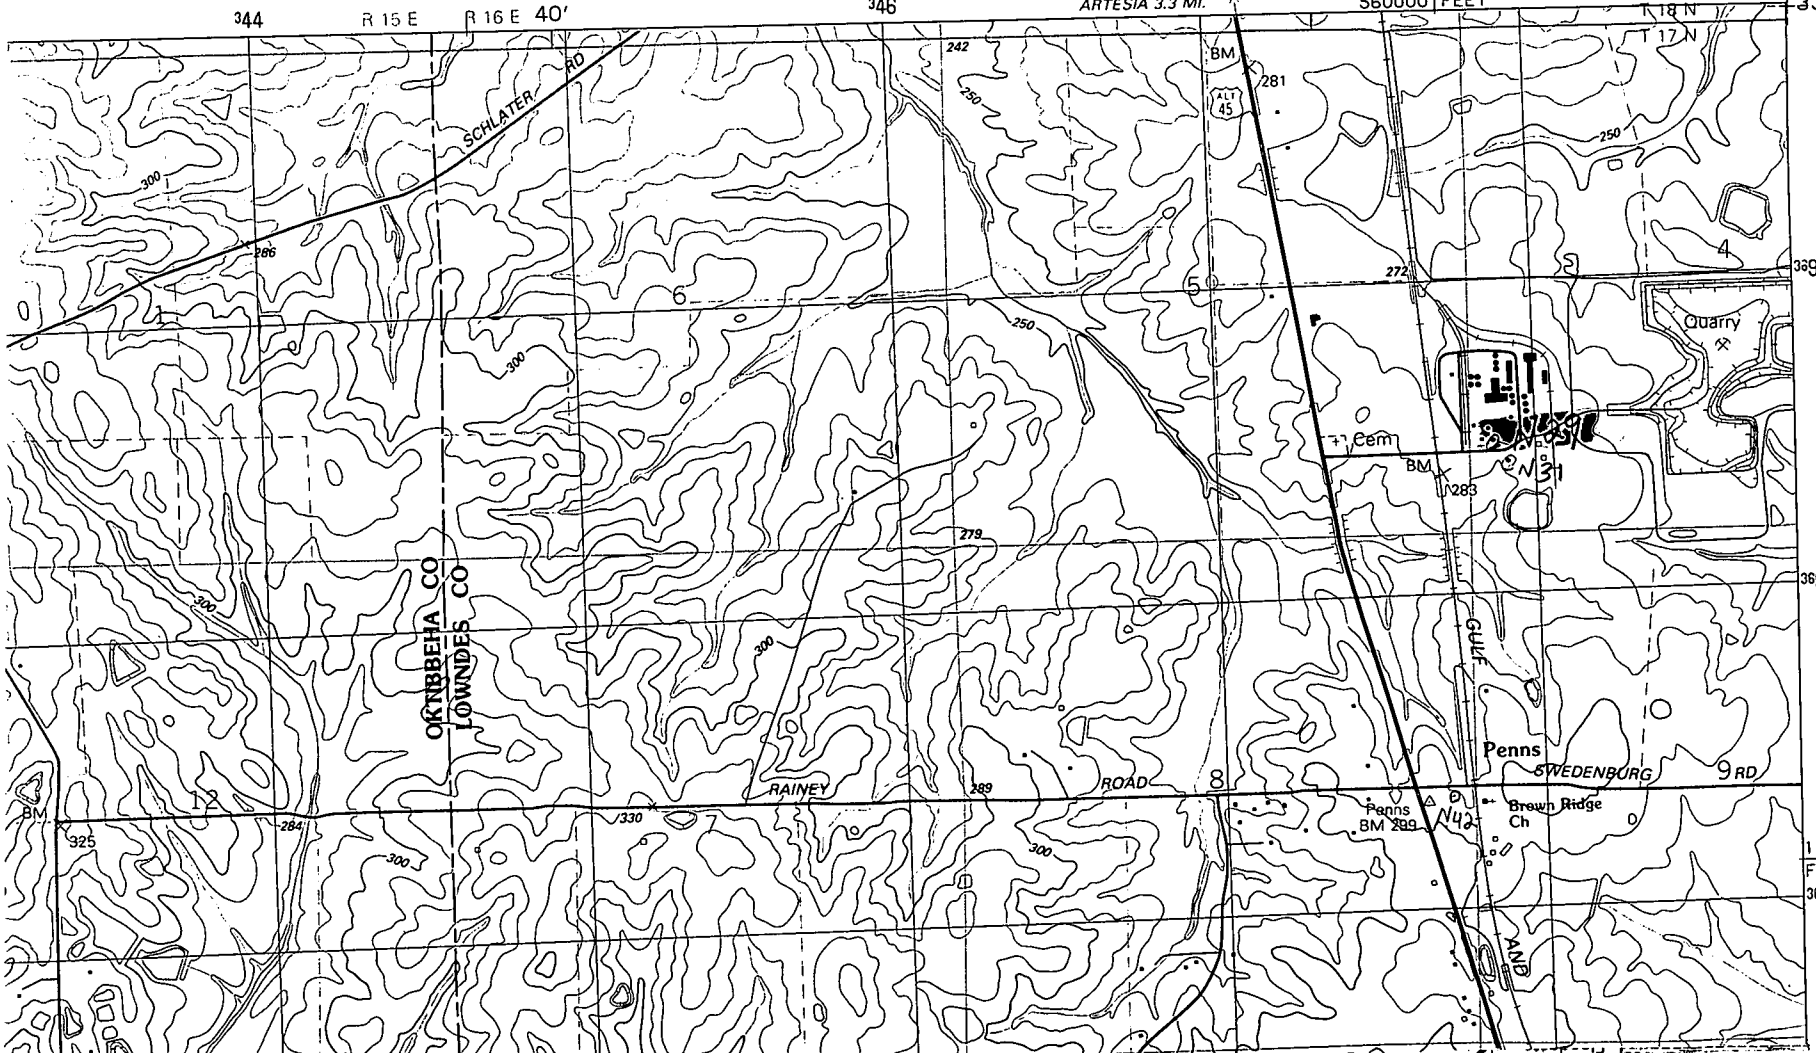 344
R 15 E
R 16 E
40'
346
ARTESIA 3.3 MI.
560000 FEET
T 18 N
T 17 N
242
BM
281
ALT
45
250
250
SCHLATER RD
300
286
1
6
5
4
272
369
250
300
Quarry
Cem
BM
N31
283
279
300
300
OKTIBBEHA CO
LOWNDES CO
GULF
Penns
SWEDENBURG RD
9
8
RAINEY ROAD
289
12
284
330
7
BM
325
300
300
Penns
BM 299
N42
Brown Ridge
Ch
AND